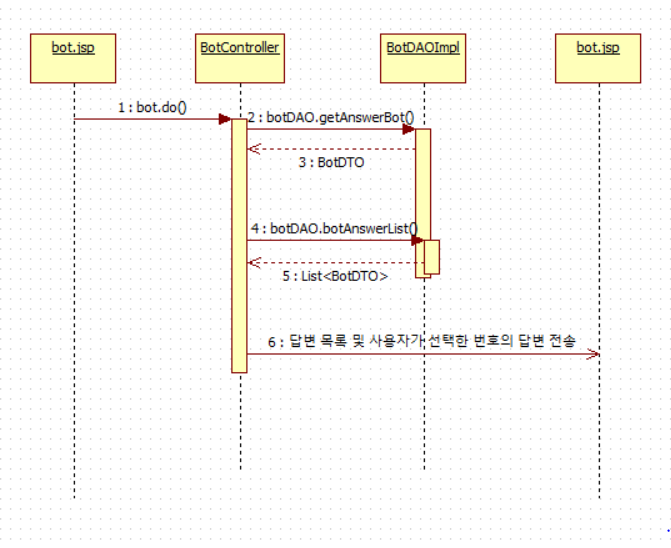 bot.jsp
BotController
BotDAOImpl
bot.jsp
1 : bot.do()
2 : botDAO.getAnswerBot()
3 : BotDTO
4 : botDAO.botAnswerList()
5 : List<BotDTO>
6 : 답변 목록 및 사용자가 선택한 번호의 답변 전송